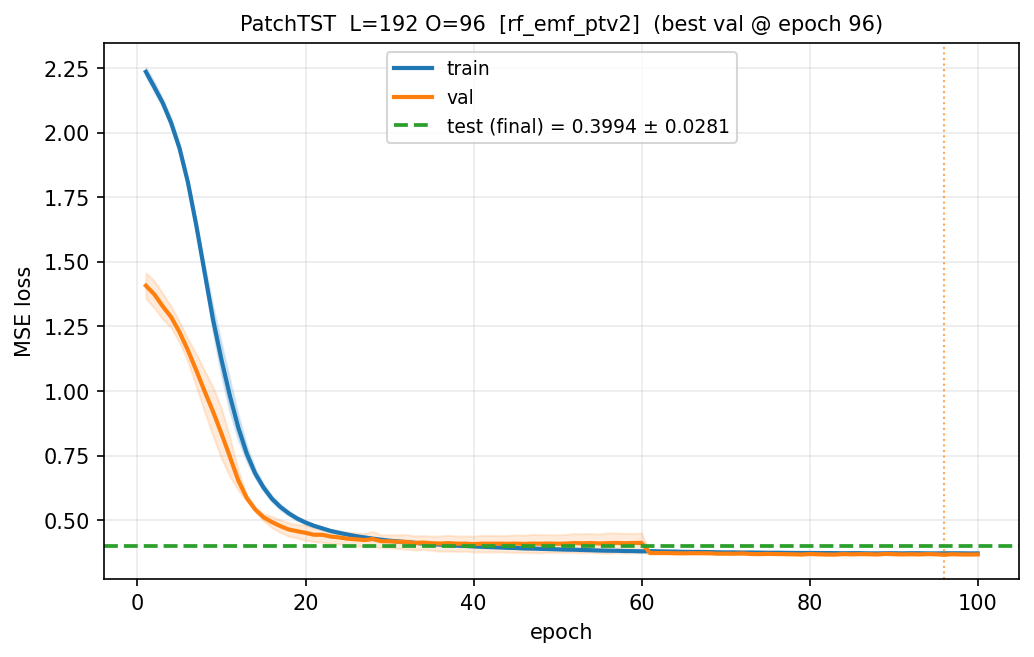 PatchTST  L=192 O=96  [rf_emf_ptv2]  (best val @ epoch 96)
train
val
test (final) = 0.3994 ± 0.0281
MSE loss
2.25
2.00
1.75
1.50
1.25
1.00
0.75
0.50
0 20 40 60 80 100
epoch